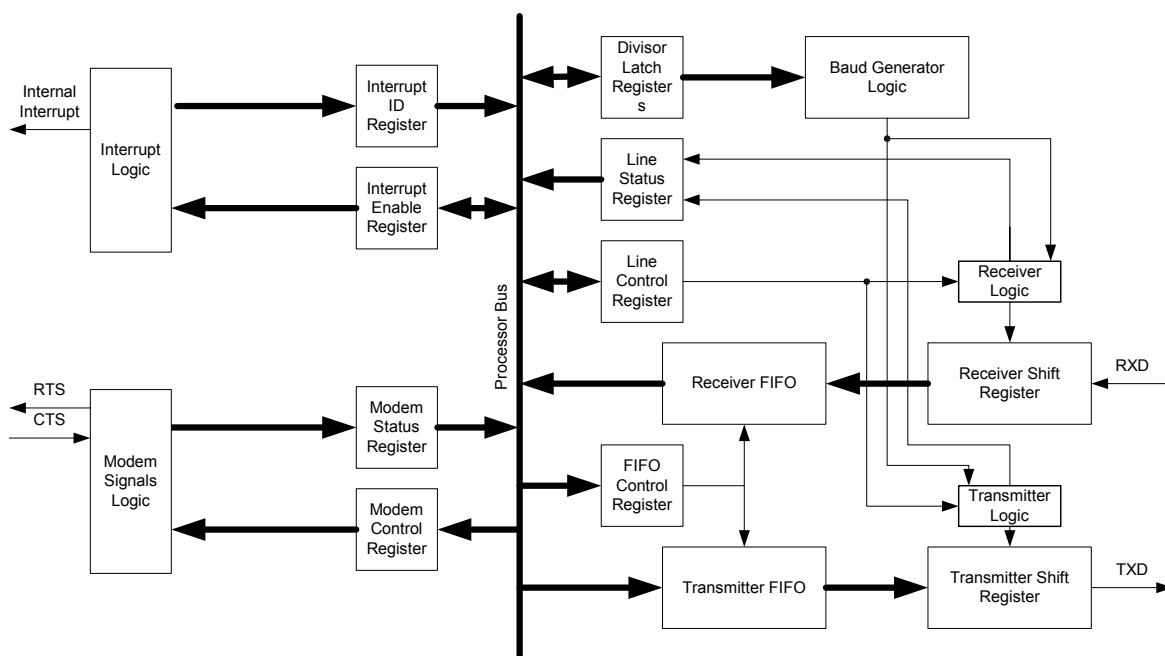 Internal
Interrupt
Interrupt
Logic
Interrupt
ID
Register
Interrupt
Enable
Register
RTS
CTS
Modem
Signals
Logic
Modem
Status
Register
Modem
Control
Register
Processor Bus
Divisor
Latch
Register
s
Baud Generator
Logic
Line
Status
Register
Line
Control
Register
Receiver
Logic
Receiver FIFO
Receiver Shift
Register
RXD
FIFO
Control
Register
Transmitter
Logic
Transmitter FIFO
Transmitter Shift
Register
TXD